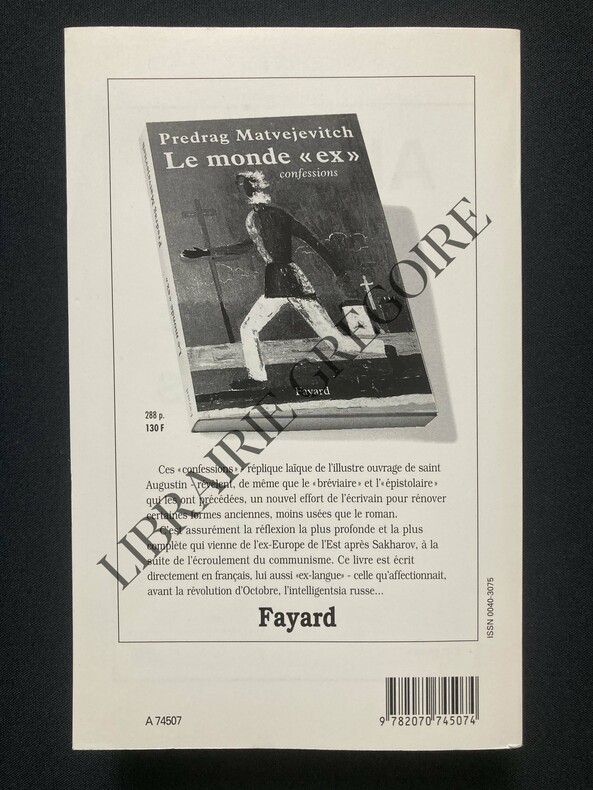 Predrag Matvejevitch
Le monde « ex »
confessions
Fayard
288 p.
130 F
Ces « confessions » - réplique laïque de l'illustre ouvrage de saint
Augustin - révèlent, de même que le « bréviaire » et l'« épistolaire »
qui les ont précédées, un nouvel effort de l'écrivain pour rénover
certaines formes anciennes, moins usées que le roman.
C'est assurément la réflexion la plus profonde et la plus
complète qui vienne de l'ex-Europe de l'Est après Sakharov, à la
suite de l'écroulement du communisme. Ce livre est écrit
directement en français, lui aussi «ex-langue» - celle qu'affectionnait,
avant la révolution d'Octobre, l'intelligentsia russe...
Fayard
ISSN 0040-3075
A 74507
9 782070 745074
LIBRAIRIE GREGOIRE